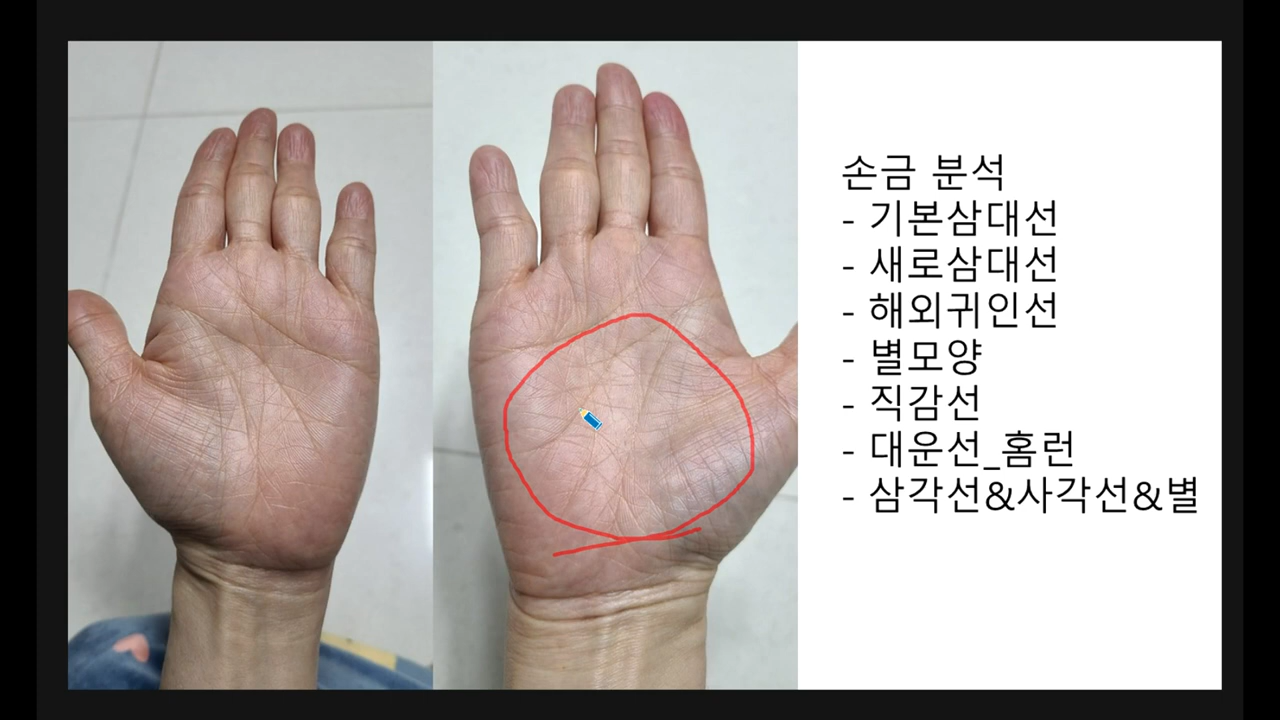 손금 분석
- 기본삼대선
- 새로삼대선
- 해외귀인선
- 별모양
- 직감선
- 대운선_홈런
- 삼각선&사각선&별